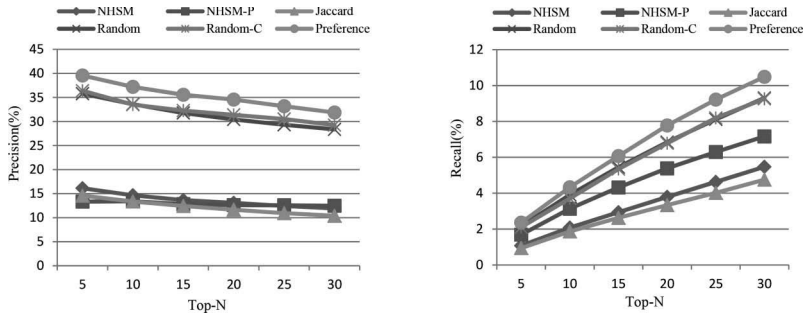 NHSM NHSM-P Jaccard
Random Random-C Preference
45
40
35
30
25
20
15
10
5
0
Precision(%)
5 10 15 20 25 30
Top-N
NHSM NHSM-P Jaccard
Random Random-C Preference
12
10
8
6
4
2
0
Recall(%)
5 10 15 20 25 30
Top-N